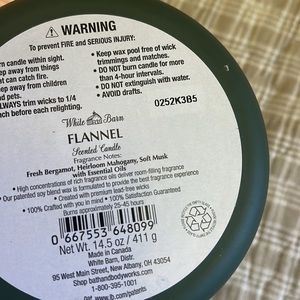 WARNING
To prevent FIRE and SERIOUS INJURY:
n candle within sight.
eep away from things
at can catch fire.
eep away from children
nd pets.
LWAYS trim wicks to 1/4
ch before each relighting.
• Keep wax pool free of wick
trimmings and matches.
• DO NOT burn candle for more
than 4-hour intervals.
• DO NOT extinguish with water.
• AVOID drafts.
0252K3B5
White Barn
FLANNEL
Scented Candle
Fragrance Notes:
Fresh Bergamot, Heirloom Mahogany, Soft Musk
with Essential Oils
• High concentrations of rich fragrance oils deliver room-filling fragrance
• Our patented soy blend wax is formulated to provide the best fragrance experience
• Created with premium lead-free wicks
• 100% Crafted with you in mind • 100% Satisfaction Guaranteed
Burns approximately 25-45 hours
0 667553 648099
Net Wt. 14.5 oz / 411 g
Made in Canada
White Barn, Distr.
95 West Main Street, New Albany, OH 43054
Shop bathandbodyworks.com
1-800-395-1001